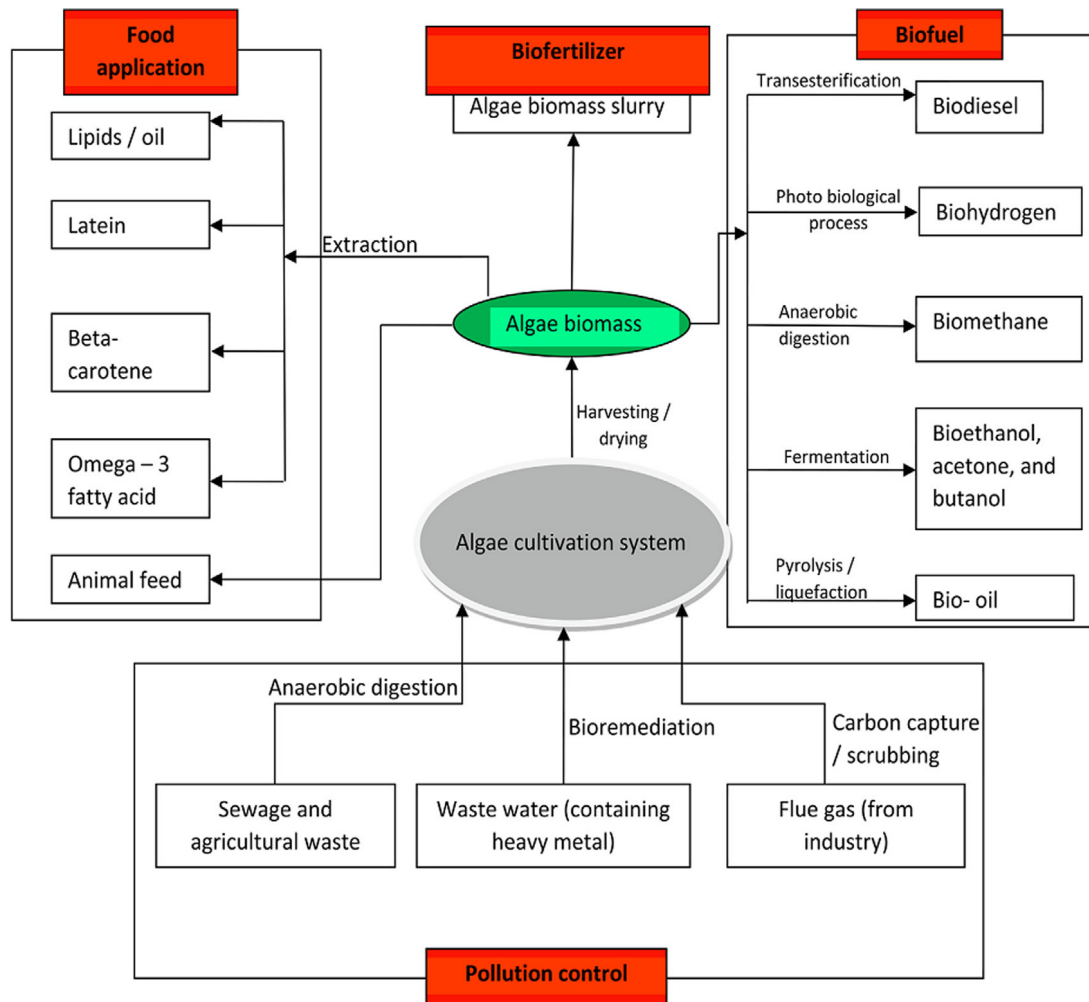 Food
application
Lipids / oil
Latein
Beta-
carotene
Omega – 3
fatty acid
Animal feed
Extraction
Biofertilizer
Algae biomass slurry
Algae biomass
Harvesting /
drying
Algae cultivation system
Biofuel
Transesterification
Biodiesel
Photo biological
process
Biohydrogen
Anaerobic
digestion
Biomethane
Fermentation
Bioethanol,
acetone, and
butanol
Pyrolysis /
liquefaction
Bio- oil
Anaerobic digestion
Bioremediation
Carbon capture
/ scrubbing
Sewage and
agricultural waste
Waste water (containing
heavy metal)
Flue gas (from
industry)
Pollution control